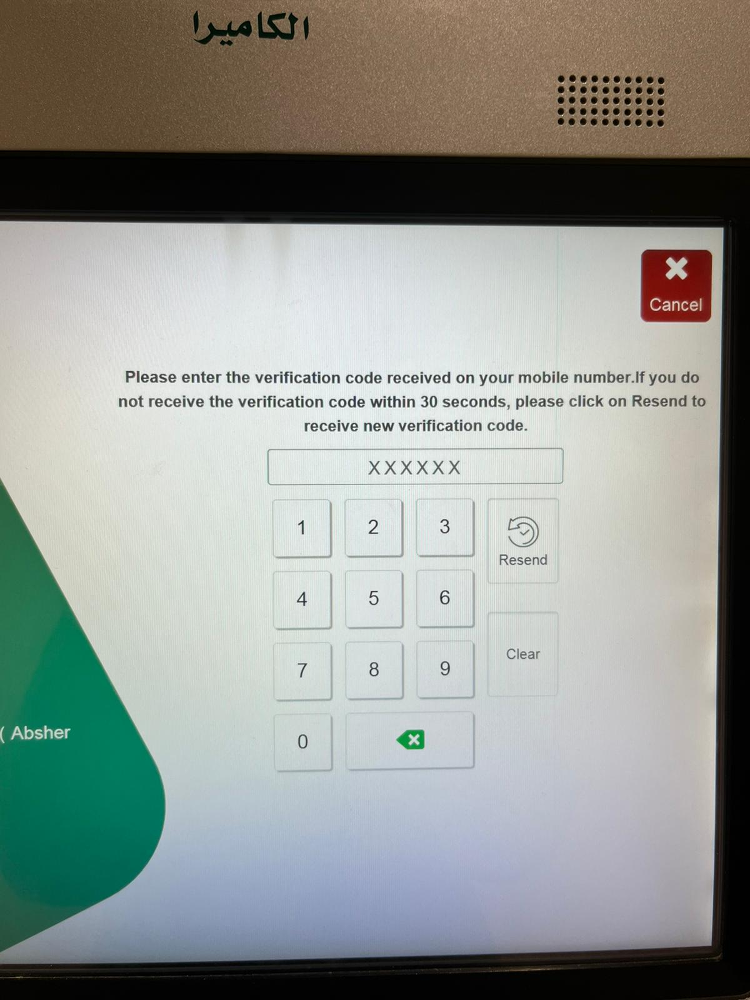 الكاميرا
Cancel
Please enter the verification code received on your mobile number.If you do
not receive the verification code within 30 seconds, please click on Resend to
receive new verification code.
XXXXXX
1 2 3
Resend
4 5 6
7 8 9
Clear
( Absher
0